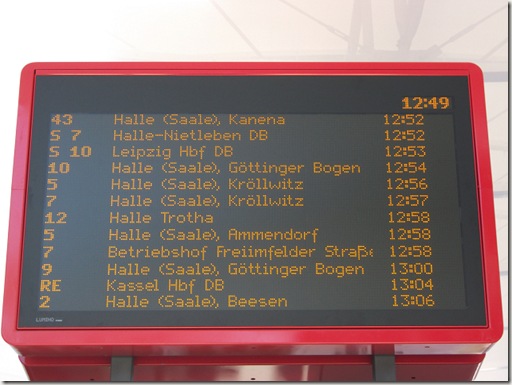 12:49
43 Halle (Saale), Kanena 12:52
S 7 Halle-Nietleben DB 12:52
S 10 Leipzig Hbf DB 12:53
10 Halle (Saale), Göttinger Bogen 12:54
5 Halle (Saale), Kröllwitz 12:56
7 Halle (Saale), Kröllwitz 12:57
12 Halle Trotha 12:58
5 Halle (Saale), Ammendorf 12:58
7 Betriebshof Freiimfelder Straße 12:58
9 Halle (Saale), Göttinger Bogen 13:00
RE Kassel Hbf DB 13:04
2 Halle (Saale), Beesen 13:06